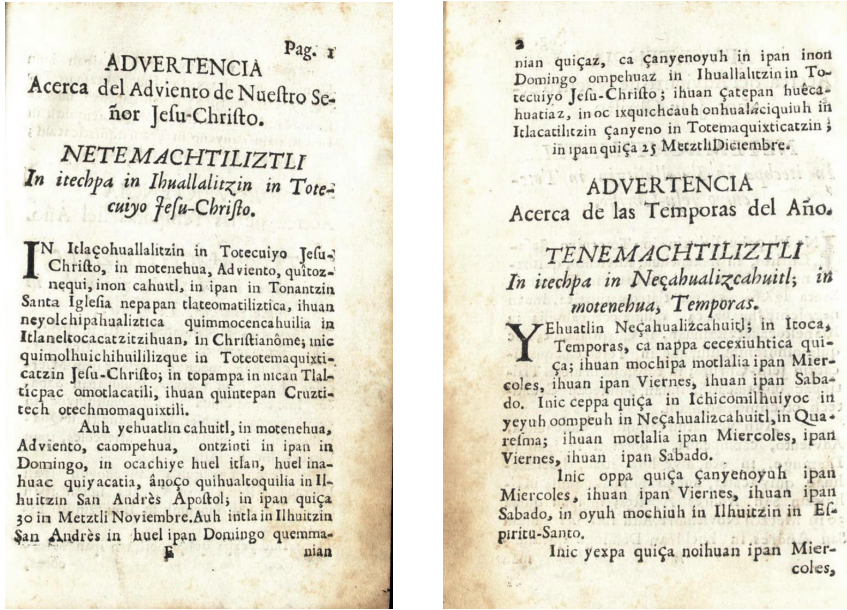 Pag. 1
ADVERTENCIA
Acerca del Adviento de Nueſtro Se-
ñor Jeſu-Chriſto.
NETEMACHTILIZTLI
In itechpa in Ihuallalitzin in Tote-
cuiyo Jeſu-Chriſto.
IN Itlaçohuallalitzin in Totecuiyo Jeſu-
Chriſto, in motenehua, Adviento, quîtoz-
nequi, inon cahuitl, in ipan in Tonantzin
Santa Igleſia nepapan tlateomatiliztica, ihuan
neyolchipahualiztica quimmocencahuilia in
Itlaneltocacatzitzihuan, in Chriſtianôme; inic
quimolhuichihuililizque in Toteotemaquixti-
catzin Jeſu-Chriſto; in topampa in nican Tlal-
ticpac omotlacatili, ihuan quintepan Cruzti-
tech otechmomaquixtili.
Auh yehuatlin cahuitl, in motenehua,
Adviento, caompehua, ontzinti in ipan in
Domingo, in ocachiye huel itlan, huel ina-
huac quiyacatia, ânoço quihualtoquilia in Il-
huitzin San Andrès Apoſtol; in ipan quiça
30 in Metztli Noviembre. Auh intla in Ilhuitzin
San Andrès in huel ipan Domingo quemma-
nian
2
nian quiçaz, ca çanyenoyuh in ipan inon
Domingo ompehuaz in Ihuallalitzin in To-
tecuiyo Jeſu-Chriſto; ihuan çatepan huêca-
huatiaz, in oc ixquichcauh onhualáciquiuh in
Itlacatilitzin çanyeno in Totemaquixticatzin;
in ipan quiça 25 Metztli Diciembre.
ADVERTENCIA
Acerca de las Temporas del Año.
TENEMACHTILIZTLI
In itechpa in Neçahualizcahuitl; in
motenehua, Temporas.
YEhuatlin Neçahualizcahuitl; in Itoca,
Temporas, ca nappa cecexiuhtica qui-
ça; ihuan mochipa motlalia ipan Mier-
coles, ihuan ipan Viernes, ihuan ipan Saba-
do. Inic ceppa quiça in Ichicomilhuiyoc in
yeyuh oompeuh in Neçahualizcahuitl, in Qua-
reſma; ihuan motlalia ipan Miercoles, ipan
Viernes, ihuan ipan Sabado.
Inic oppa quiça çanyenoyuh ipan
Miercoles, ihuan ipan Viernes, ihuan ipan
Sabado, in oyuh mochiuh in Ilhuitzin in Eſ-
piritu-Santo.
Inic yexpa quiça noihuan ipan Mier-
coles,